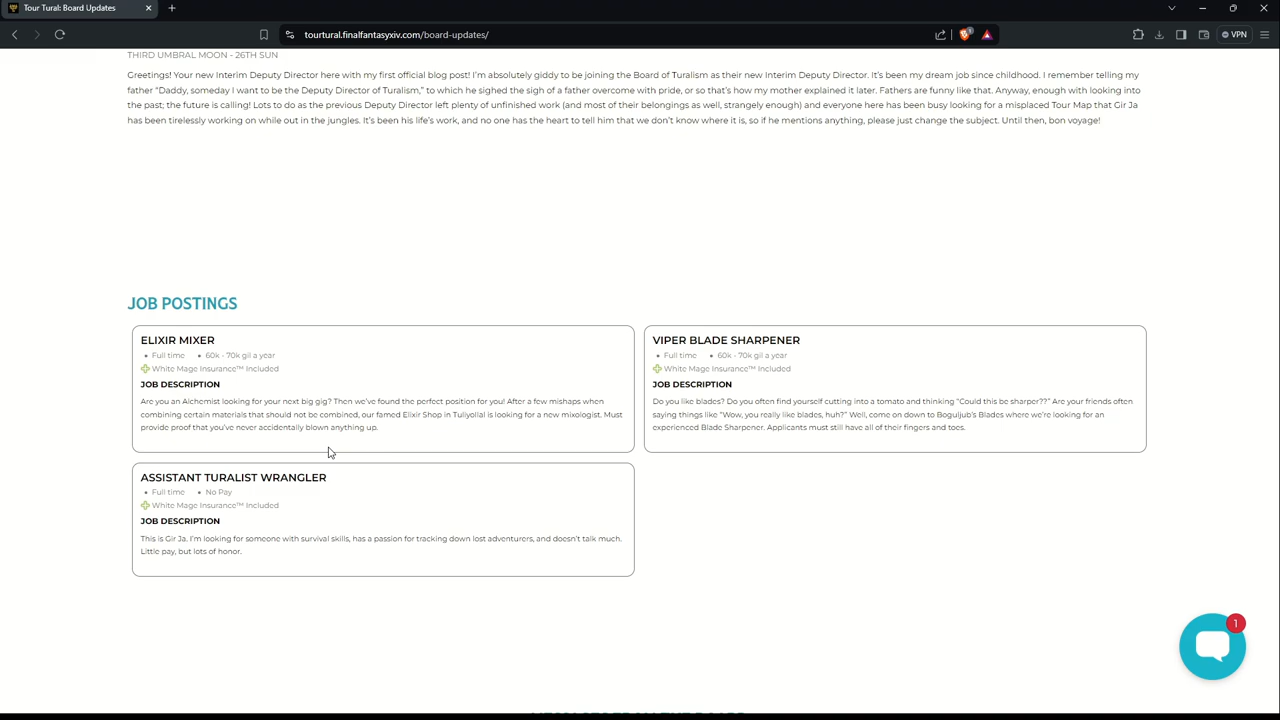 Tour Tural: Board Updates
tourtural.finalfantasyxiv.com/board-updates/
1
VPN
THIRD UMBRAL MOON - 26TH SUN
Greetings! Your new Interim Deputy Director here with my first official blog post! I'm absolutely giddy to be joining the Board of Turalism as their new Interim Deputy Director. It's been my dream job since childhood. I remember telling my
father "Daddy, someday I want to be the Deputy Director of Turalism," to which he sighed the sigh of a father overcome with pride, or so that's how my mother explained it later. Fathers are funny like that. Anyway, enough with looking into
the past; the future is calling! Lots to do as the previous Deputy Director left plenty of unfinished work (and most of their belongings as well, strangely enough) and everyone here has been busy looking for a misplaced Tour Map that Gir Ja
has been tirelessly working on while out in the jungles. It's been his life's work, and no one has the heart to tell him that we don't know where it is, so if he mentions anything, please just change the subject. Until then, bon voyage!
JOB POSTINGS
ELIXIR MIXER
• Full time • 60k - 70k gil a year
White Mage Insurance™ Included
JOB DESCRIPTION
Are you an Alchemist looking for your next big gig? Then we've found the perfect position for you! After a few mishaps when
combining certain materials that should not be combined, our famed Elixir Shop in Tuliyollal is looking for a new mixologist. Must
provide proof that you've never accidentally blown anything up.
VIPER BLADE SHARPENER
• Full time • 60k - 70k gil a year
White Mage Insurance™ Included
JOB DESCRIPTION
Do you like blades? Do you often find yourself cutting into a tomato and thinking "Could this be sharper??" Are your friends often
saying things like "Wow, you really like blades, huh?" Well, come on down to Bogujub's Blades where we're looking for an
experienced Blade Sharpener. Applicants must still have all of their fingers and toes.
ASSISTANT TURALIST WRANGLER
• Full time • No Pay
White Mage Insurance™ Included
JOB DESCRIPTION
This is Gir Ja. I'm looking for someone with survival skills, has a passion for tracking down lost adventurers, and doesn't talk much.
Little pay, but lots of honor.
1